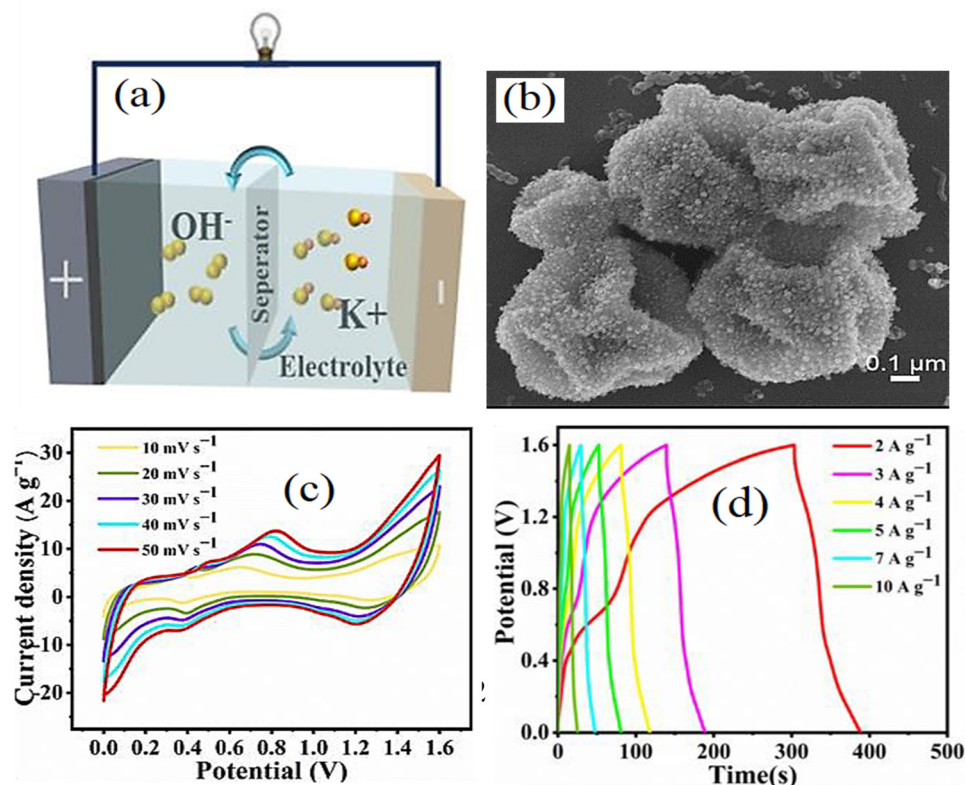 (a)
OH-
+
Seperator
-
K+
Electrolyte
(b)
0.1 µm
(c)
10 mV s⁻¹
20 mV s⁻¹
30 mV s⁻¹
40 mV s⁻¹
50 mV s⁻¹
Current density (A g⁻¹)
30
20
10
0
-10
-20
0.0 0.2 0.4 0.6 0.8 1.0 1.2 1.4 1.6
Potential (V)
(d)
2 A g⁻¹
3 A g⁻¹
4 A g⁻¹
5 A g⁻¹
7 A g⁻¹
10 A g⁻¹
Potential (V)
1.6
1.2
0.8
0.4
0.0
0 100 200 300 400 500
Time(s)